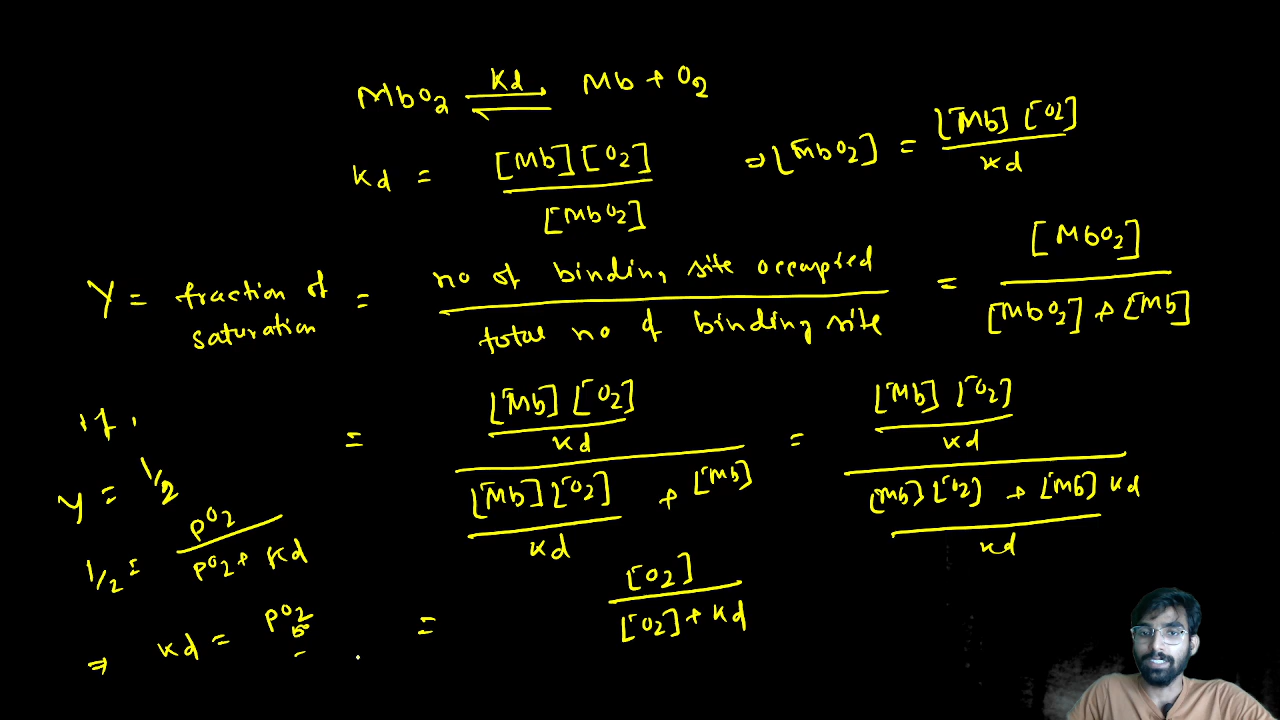 MbO2 ⇌ Kd Mb + O2
Kd = [Mb][O2] / [MbO2] ⇒ [MbO2] = [Mb][O2] / Kd
Y = fraction of saturation = no of binding site occupied / total no of binding site = [MbO2] / [MbO2] + [Mb]
= [Mb][O2] / Kd / [Mb][O2] / Kd + [Mb] = [Mb][O2] / Kd / [Mb][O2] + [Mb] Kd / Kd
= [O2] / [O2] + Kd
if,
Y = 1/2
1/2 = PO2 / PO2 + Kd
⇒ Kd = PO2 50